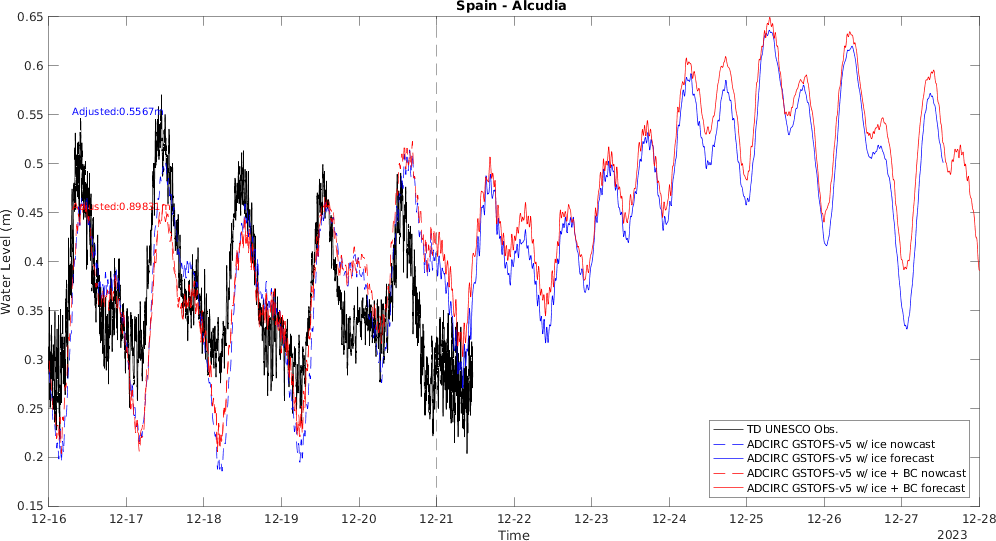 Spain - Alcudia
0.65
0.6
0.55
0.5
0.45
0.4
0.35
0.3
0.25
0.2
0.15
Water Level (m)
Adjusted:0.5567m
TD UNESCO Obs.
ADCIRC GSTOFS-v5 w/ ice nowcast
ADCIRC GSTOFS-v5 w/ ice forecast
ADCIRC GSTOFS-v5 w/ ice + BC nowcast
ADCIRC GSTOFS-v5 w/ ice + BC forecast
12-16 12-17 12-18 12-19 12-20 12-21 12-22 12-23 12-24 12-25 12-26 12-27 12-28
Time
2023